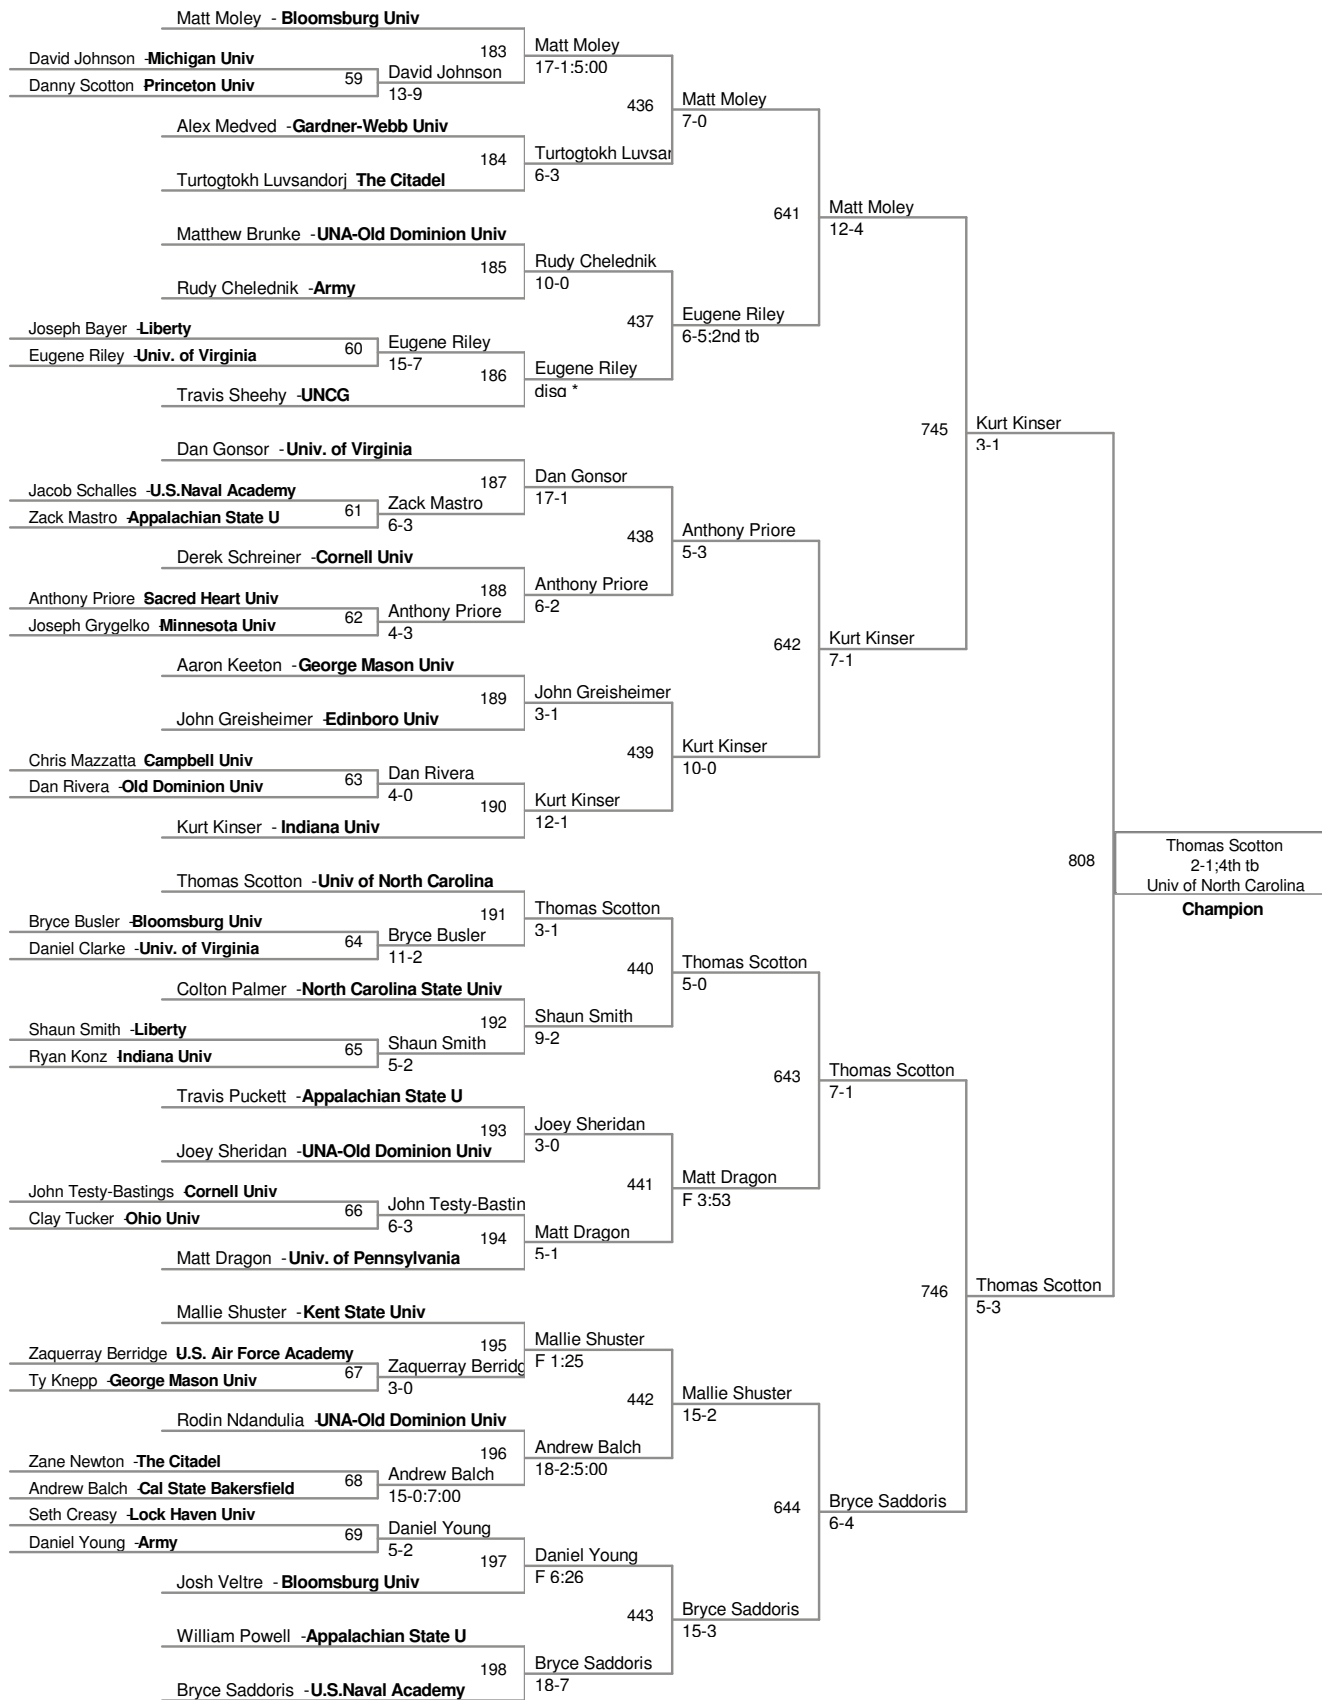 Matt Moley - Bloomsburg Univ
183
Matt Moley
17-1:5:00
David Johnson -Michigan Univ
59
David Johnson
13-9
Danny Scotton -Princeton Univ
436
Matt Moley
7-0
Alex Medved -Gardner-Webb Univ
184
Turtogtokh Luvsar
6-3
Turtogtokh Luvsandorj -The Citadel
641
Matt Moley
12-4
Matthew Brunke -UNA-Old Dominion Univ
185
Rudy Chelednik
10-0
Rudy Chelednik -Army
437
Eugene Riley
6-5;2nd tb
Joseph Bayer -Liberty
60
Eugene Riley
15-7
Eugene Riley -Univ. of Virginia
186
Eugene Riley
disq *
Travis Sheehy -UNCG
745
Kurt Kinser
3-1
Dan Gonsor - Univ. of Virginia
187
Dan Gonsor
17-1
Jacob Schalles -U.S.Naval Academy
61
Zack Mastro
6-3
Zack Mastro -Appalachian State U
438
Anthony Priore
5-3
Derek Schreiner -Cornell Univ
188
Anthony Priore
6-2
Anthony Priore -Sacred Heart Univ
62
Anthony Priore
4-3
Joseph Grygelko -Minnesota Univ
642
Kurt Kinser
7-1
Aaron Keeton -George Mason Univ
189
John Greisheimer
3-1
John Greisheimer -Edinboro Univ
439
Kurt Kinser
10-0
Chris Mazzatta -Campbell Univ
63
Dan Rivera
4-0
Dan Rivera -Old Dominion Univ
190
Kurt Kinser
12-1
Kurt Kinser - Indiana Univ
808
Thomas Scotton
2-1;4th tb
Univ of North Carolina
Champion
Thomas Scotton - Univ of North Carolina
191
Thomas Scotton
3-1
Bryce Busler -Bloomsburg Univ
64
Bryce Busler
11-2
Daniel Clarke -Univ. of Virginia
440
Thomas Scotton
5-0
Colton Palmer -North Carolina State Univ
192
Shaun Smith
9-2
Shaun Smith -Liberty
65
Shaun Smith
5-2
Ryan Konz -Indiana Univ
643
Thomas Scotton
7-1
Travis Puckett -Appalachian State U
193
Joey Sheridan
3-0
Joey Sheridan -UNA-Old Dominion Univ
441
Matt Dragon
F 3:53
John Testy-Bastings -Cornell Univ
66
John Testy-Bastin
6-3
Clay Tucker -Ohio Univ
194
Matt Dragon
5-1
Matt Dragon -Univ. of Pennsylvania
746
Thomas Scotton
5-3
Mallie Shuster - Kent State Univ
195
Mallie Shuster
F 1:25
Zaquerray Berridge -U.S. Air Force Academy
67
Zaquerray Berridg
3-0
Ty Knepp -George Mason Univ
442
Mallie Shuster
15-2
Rodin Ndandulia -UNA-Old Dominion Univ
196
Andrew Balch
18-2:5:00
Zane Newton -The Citadel
68
Andrew Balch
15-0:7:00
Andrew Balch -Cal State Bakersfield
644
Bryce Saddoris
6-4
Seth Creasy -Lock Haven Univ
69
Daniel Young
5-2
Daniel Young -Army
197
Daniel Young
F 6:26
Josh Veltre - Bloomsburg Univ
443
Bryce Saddoris
15-3
William Powell -Appalachian State U
198
Bryce Saddoris
18-7
Bryce Saddoris - U.S.Naval Academy